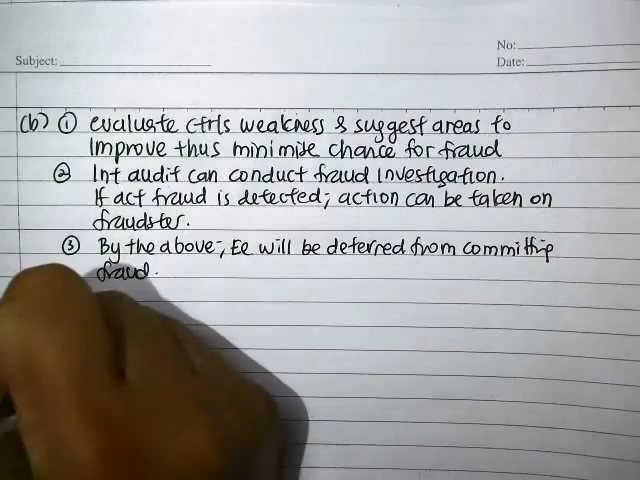 No:
Subject:
Date:
(b) ① evaluate ctrls weakness & suggest areas to
improve thus minimise chance for fraud
② Int audit can conduct fraud investigation.
If act fraud is detected, action can be taken on
fraudster.
③ By the above, Ee will be deterred from committing
fraud.